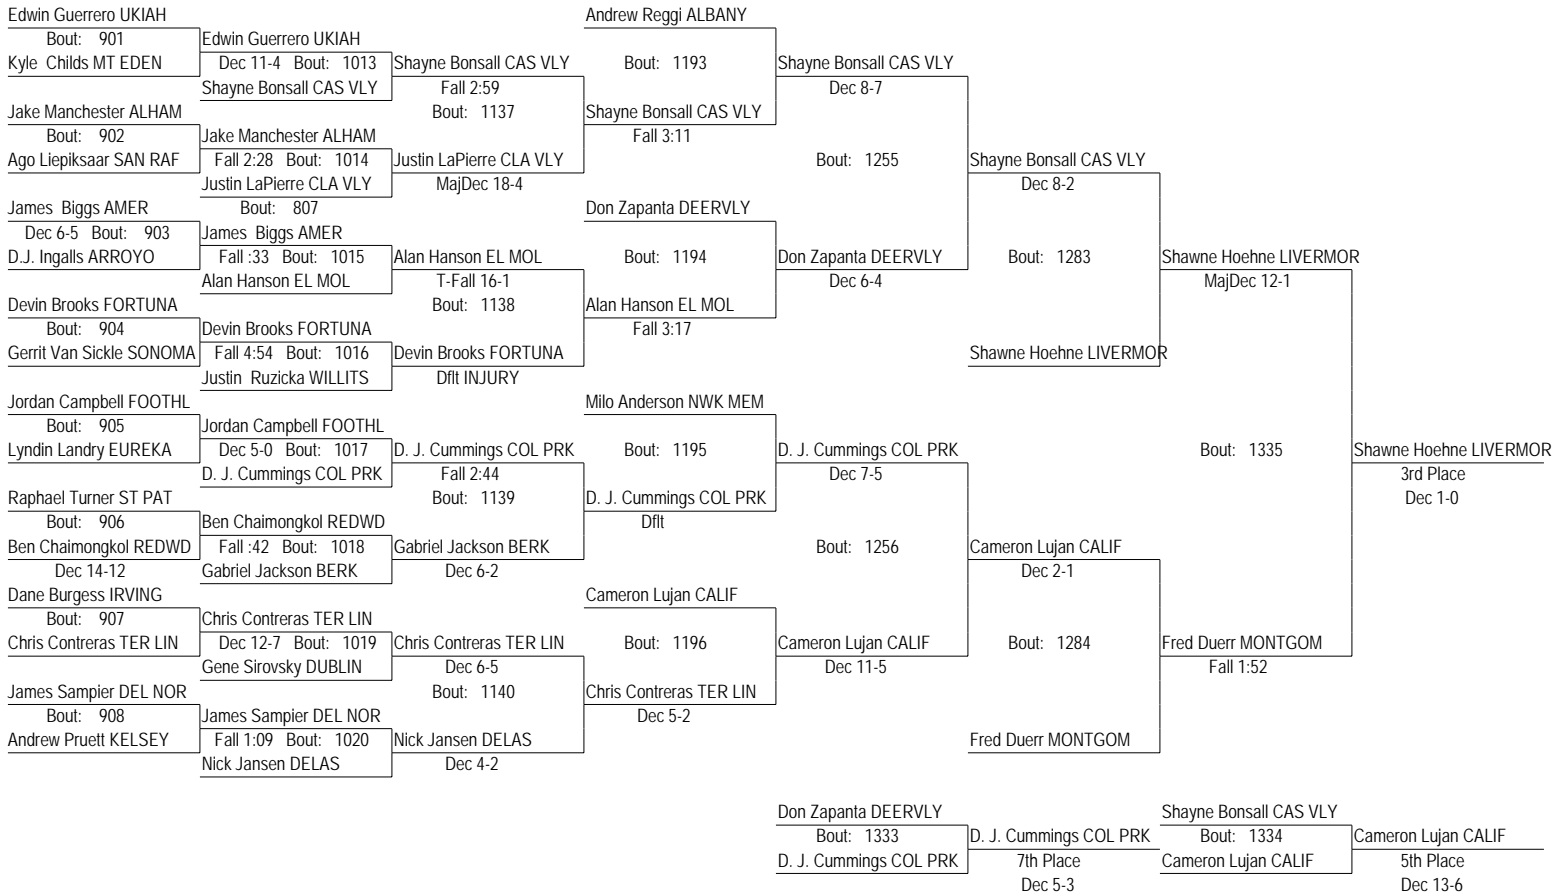 Edwin Guerrero UKIAH
Bout: 901
Kyle Childs MT EDEN
Jake Manchester ALHAM
Bout: 902
Ago Liepiksaar SAN RAF
James Biggs AMER
Dec 6-5 Bout: 903
D.J. Ingalls ARROYO
Devin Brooks FORTUNA
Bout: 904
Gerrit Van Sickle SONOMA
Jordan Campbell FOOTHL
Bout: 905
Lyndin Landry EUREKA
Raphael Turner ST PAT
Bout: 906
Ben Chaimongkol REDWD
Dec 14-12
Dane Burgess IRVING
Bout: 907
Chris Contreras TER LIN
James Sampier DEL NOR
Bout: 908
Andrew Pruett KELSEY
Edwin Guerrero UKIAH
Dec 11-4 Bout: 1013
Shayne Bonsall CAS VLY
Jake Manchester ALHAM
Fall 2:28 Bout: 1014
Justin LaPierre CLA VLY
Bout: 807
James Biggs AMER
Fall :33 Bout: 1015
Alan Hanson EL MOL
Devin Brooks FORTUNA
Fall 4:54 Bout: 1016
Justin Ruzicka WILLITS
Jordan Campbell FOOTHL
Dec 5-0 Bout: 1017
D. J. Cummings COL PRK
Ben Chaimongkol REDWD
Fall :42 Bout: 1018
Gabriel Jackson BERK
Chris Contreras TER LIN
Dec 12-7 Bout: 1019
Gene Sirovsky DUBLIN
James Sampier DEL NOR
Fall 1:09 Bout: 1020
Nick Jansen DELAS
Shayne Bonsall CAS VLY
Fall 2:59
Bout: 1137
Justin LaPierre CLA VLY
MajDec 18-4
Alan Hanson EL MOL
T-Fall 16-1
Bout: 1138
Devin Brooks FORTUNA
Dflt INJURY
D. J. Cummings COL PRK
Fall 2:44
Bout: 1139
Gabriel Jackson BERK
Dec 6-2
Chris Contreras TER LIN
Dec 6-5
Bout: 1140
Nick Jansen DELAS
Dec 4-2
Andrew Reggi ALBANY
Bout: 1193
Shayne Bonsall CAS VLY
Fall 3:11
Don Zapanta DEERVLY
Bout: 1194
Alan Hanson EL MOL
Fall 3:17
Milo Anderson NWK MEM
Bout: 1195
D. J. Cummings COL PRK
Dflt
Cameron Lujan CALIF
Bout: 1196
Chris Contreras TER LIN
Dec 5-2
Shayne Bonsall CAS VLY
Dec 8-7
Bout: 1255
Don Zapanta DEERVLY
Dec 6-4
D. J. Cummings COL PRK
Dec 7-5
Bout: 1256
Cameron Lujan CALIF
Dec 11-5
Shayne Bonsall CAS VLY
Dec 8-2
Bout: 1283
Shawne Hoehne LIVERMOR
Cameron Lujan CALIF
Dec 2-1
Bout: 1284
Fred Duerr MONTGOM
Shawne Hoehne LIVERMOR
MajDec 12-1
Bout: 1335
Fred Duerr MONTGOM
Fall 1:52
Shawne Hoehne LIVERMOR
3rd Place
Dec 1-0
Don Zapanta DEERVLY
Bout: 1333
D. J. Cummings COL PRK
D. J. Cummings COL PRK
7th Place
Dec 5-3
Shayne Bonsall CAS VLY
Bout: 1334
Cameron Lujan CALIF
Cameron Lujan CALIF
5th Place
Dec 13-6